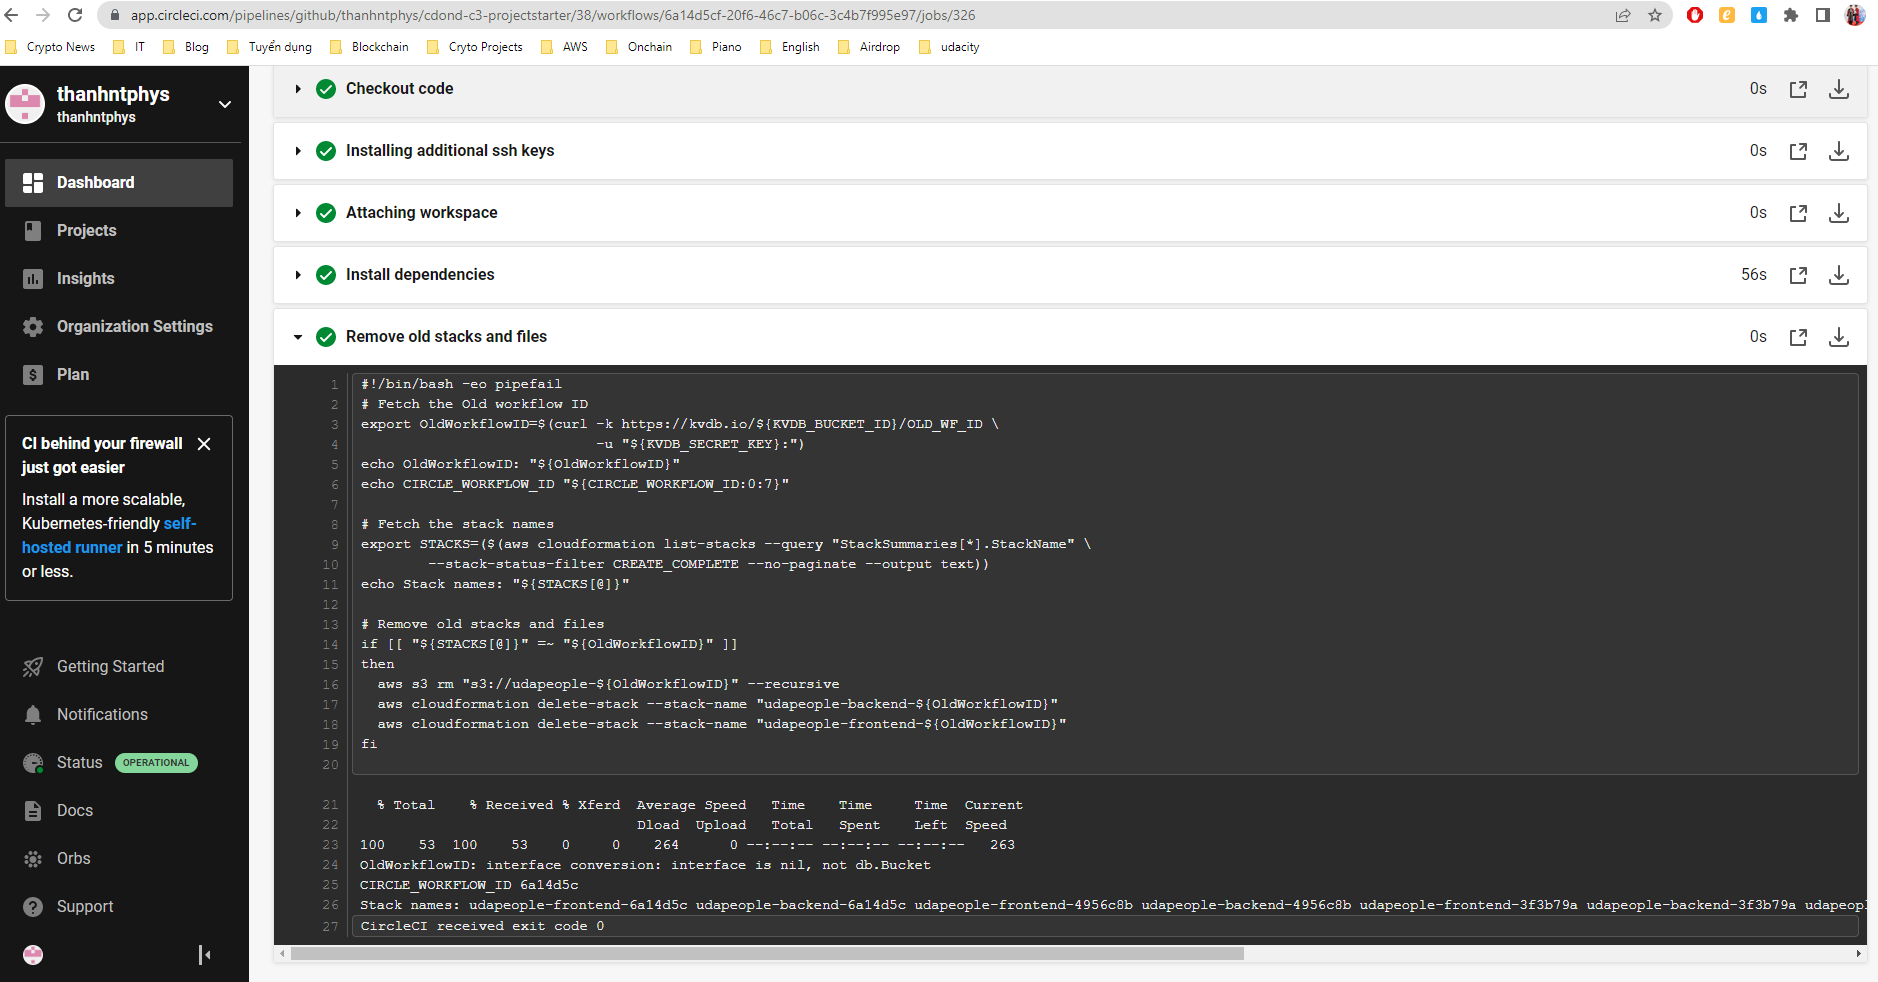 app.circleci.com/pipelines/github/thanhntphys/cdond-c3-projectstarter/38/workflows/6a14d5cf-20f6-46c7-b06c-3c4b7f995e97/jobs/326
Crypto News IT Blog Tuyển dụng Blockchain Cryto Projects AWS Onchain Piano English Airdrop udacity
thanhntphys
thanhntphys
Dashboard
Projects
Insights
Organization Settings
Plan
CI behind your firewall
just got easier
Install a more scalable,
Kubernetes-friendly self-
hosted runner in 5 minutes
or less.
Getting Started
Notifications
Status OPERATIONAL
Docs
Orbs
Support
Checkout code 0s
Installing additional ssh keys 0s
Attaching workspace 0s
Install dependencies 56s
Remove old stacks and files 0s
1 #!/bin/bash -eo pipefail
2 # Fetch the Old workflow ID
3 export OldWorkflowID=$(curl -k https://kvdb.io/${KVDB_BUCKET_ID}/OLD_WF_ID \
4 -u "${KVDB_SECRET_KEY}:")
5 echo OldWorkflowID: "${OldWorkflowID}"
6 echo CIRCLE_WORKFLOW_ID "${CIRCLE_WORKFLOW_ID:0:7}"
7
8 # Fetch the stack names
9 export STACKS=($(aws cloudformation list-stacks --query "StackSummaries[*].StackName" \
10 --stack-status-filter CREATE_COMPLETE --no-paginate --output text))
11 echo Stack names: "${STACKS[@]}"
12
13 # Remove old stacks and files
14 if [[ "${STACKS[@]}" =~ "${OldWorkflowID}" ]]
15 then
16 aws s3 rm "s3://udapeople-${OldWorkflowID}" --recursive
17 aws cloudformation delete-stack --stack-name "udapeople-backend-${OldWorkflowID}"
18 aws cloudformation delete-stack --stack-name "udapeople-frontend-${OldWorkflowID}"
19 fi
20
21 % Total % Received % Xferd Average Speed Time Time Time Current
22 Dload Upload Total Spent Left Speed
23 100 53 100 53 0 0 264 0 --:--:-- --:--:-- --:--:-- 263
24 OldWorkflowID: interface conversion: interface is nil, not db.Bucket
25 CIRCLE_WORKFLOW_ID 6a14d5c
26 Stack names: udapeople-frontend-6a14d5c udapeople-backend-6a14d5c udapeople-frontend-4956c8b udapeople-backend-4956c8b udapeople-frontend-3f3b79a udapeople-backend-3f3b79a udapeopl
27 CircleCI received exit code 0